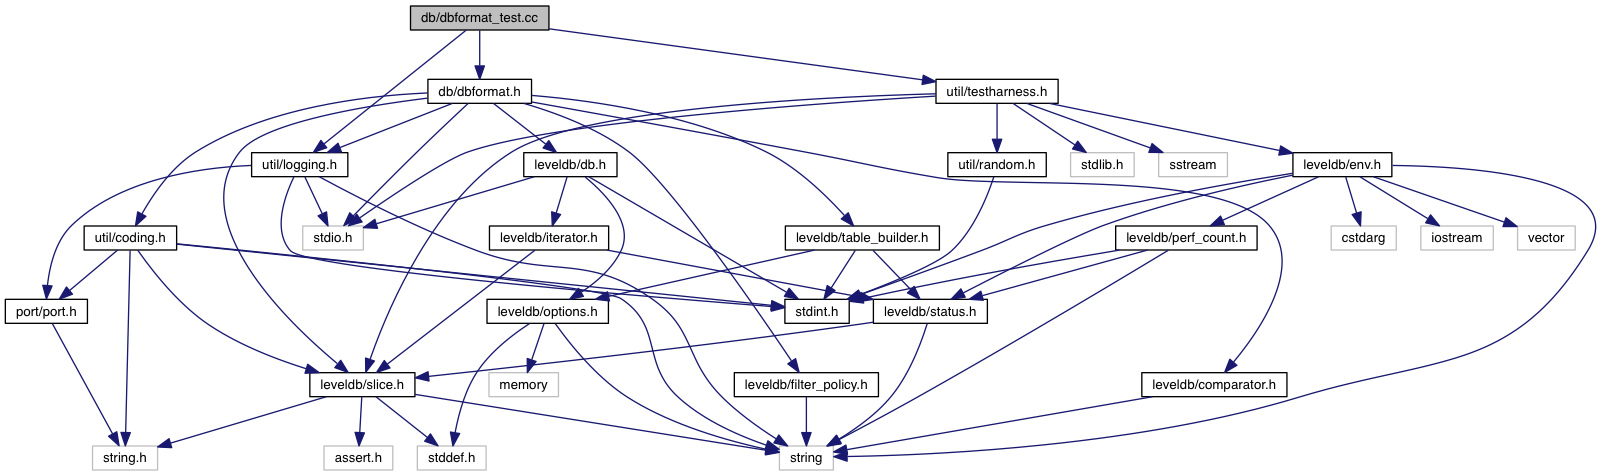 db/dbformat_test.cc
db/dbformat.h
util/testharness.h
util/logging.h
leveldb/db.h
util/random.h
stdlib.h
sstream
leveldb/env.h
util/coding.h
stdio.h
leveldb/iterator.h
leveldb/table_builder.h
leveldb/perf_count.h
cstdarg
iostream
vector
port/port.h
leveldb/options.h
stdint.h
leveldb/status.h
leveldb/slice.h
memory
leveldb/filter_policy.h
leveldb/comparator.h
string.h
assert.h
stddef.h
string